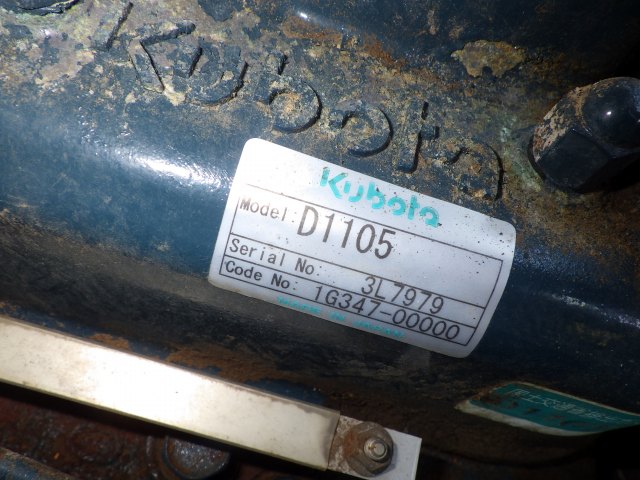 Kubota
Kubota
Model: D1105
Serial No: 3L7979
Code No: 1G347-00000